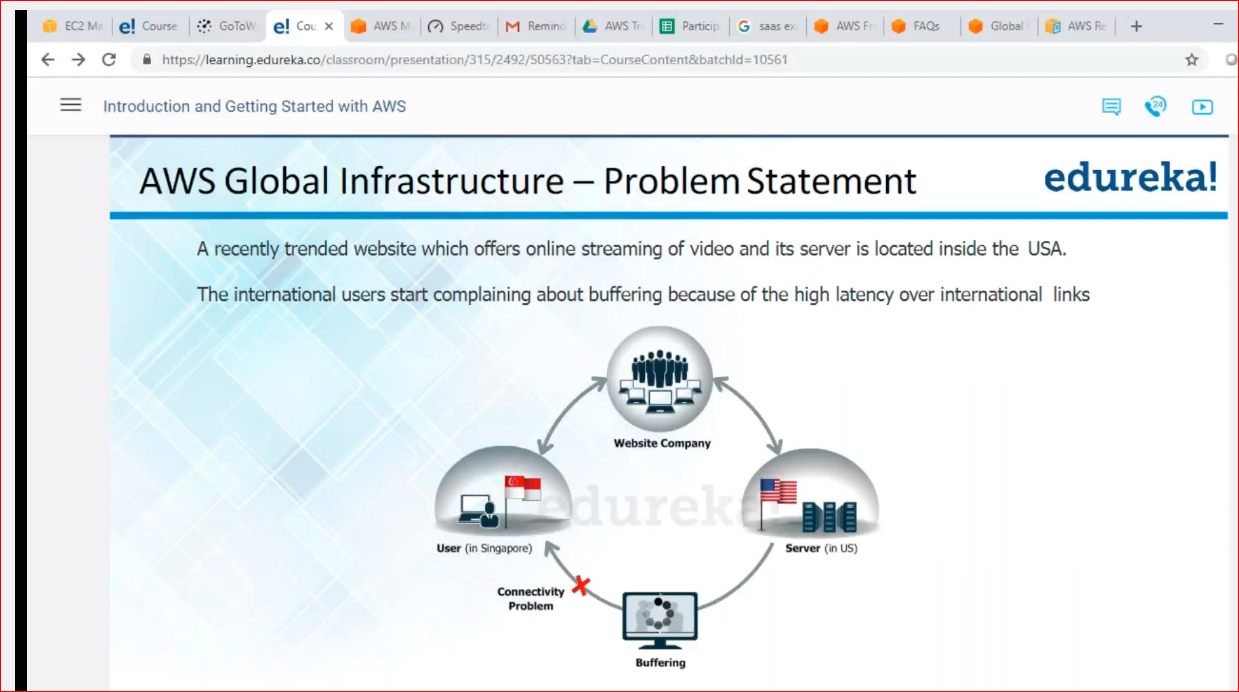 EC2 Ma
Course
GoToW
Cou
AWS M
Speedte
Remind
AWS Tra
Particip
saas ex
AWS Fr
FAQs
Global
AWS Re
https://learning.edureka.co/classroom/presentation/315/2492/50563?tab=CourseContent&batchId=10561
Introduction and Getting Started with AWS
24
AWS Global Infrastructure – Problem Statement
edureka!
A recently trended website which offers online streaming of video and its server is located inside the USA.
The international users start complaining about buffering because of the high latency over international links
Website Company
edureka!
User (in Singapore)
Server (in US)
Connectivity
Problem
Buffering